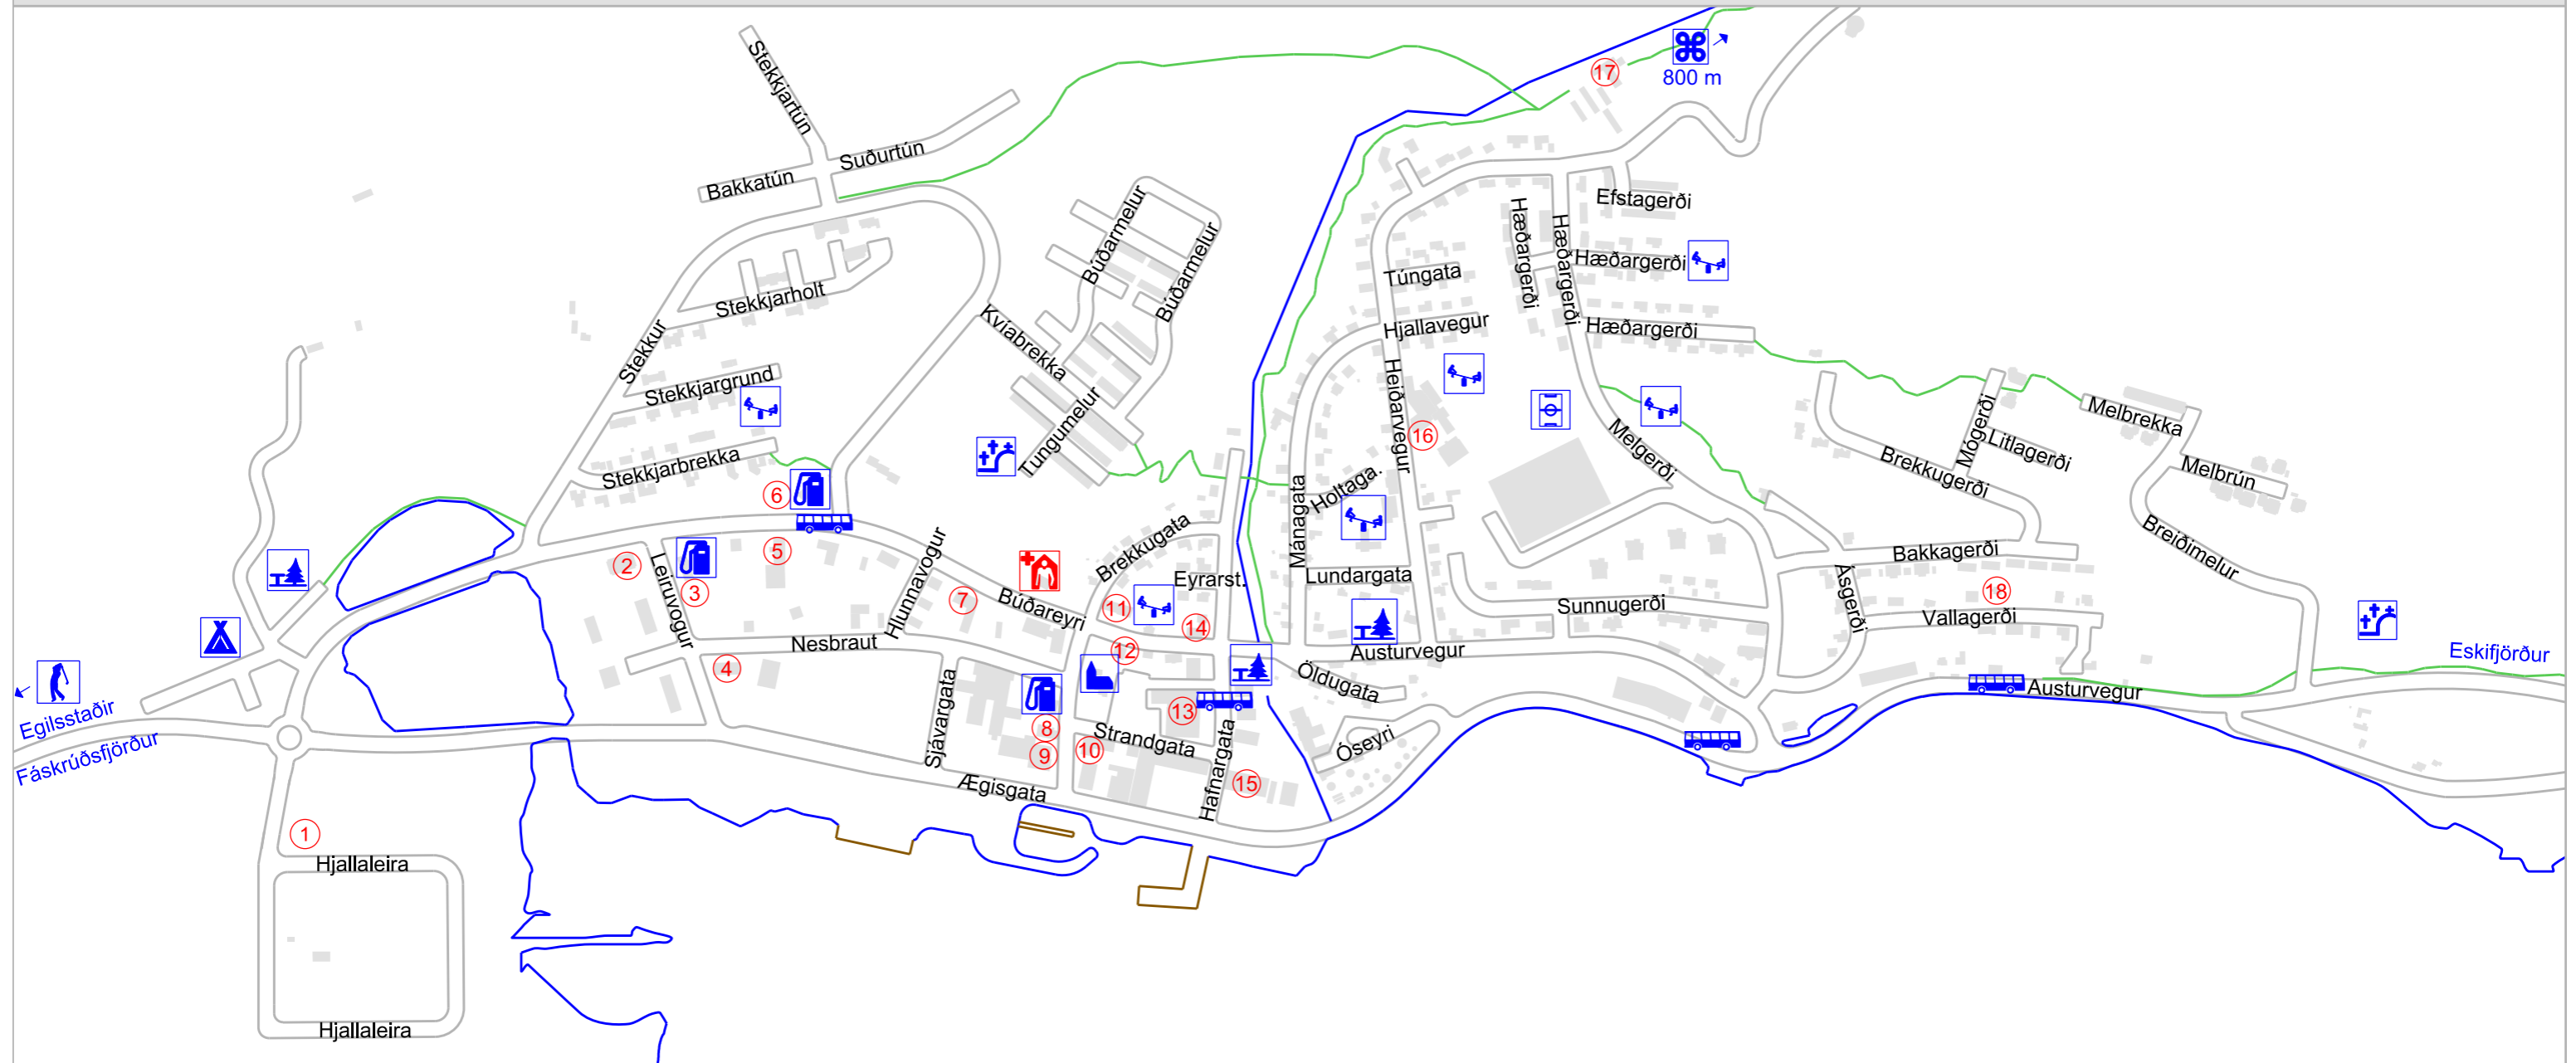 Stekkjartún
17
800 m
Suðurtún
Bakkatún
Búðarmelur
Búðarmelur
Efstagerði
Hæðargerði
Hæðargerði
Hæðargerði
Hæðargerði
Túngata
Hjallavegur
Stekkjarholt
Stekkur
Kvíabrekka
Stekkjargrund
Tungumelur
Heiðarvegur
16
Melgerði
Melbrekka
Mógerði
Litlagerði
Brekkugerði
Melbrún
Stekkjarbrekka
6
Holtaga.
Mánagata
Breiðimelur
2
Leiruvogur
3
5
Hlunnavogur
7
Búðareyri
Brekkugata
Eyrarst.
11
14
12
Lundargata
Sunnugerði
Bakkagerði
Ásgerði
18
Vallagerði
Nesbraut
4
Austurvegur
Öldugata
Eskifjörður
Austurvegur
Egilsstaðir
Fáskrúðsfjörður
Sjávargata
8
9
10
13
Strandgata
Hafnargata
Óseyri
15
Ægisgata
1
Hjallaleira
Hjallaleira